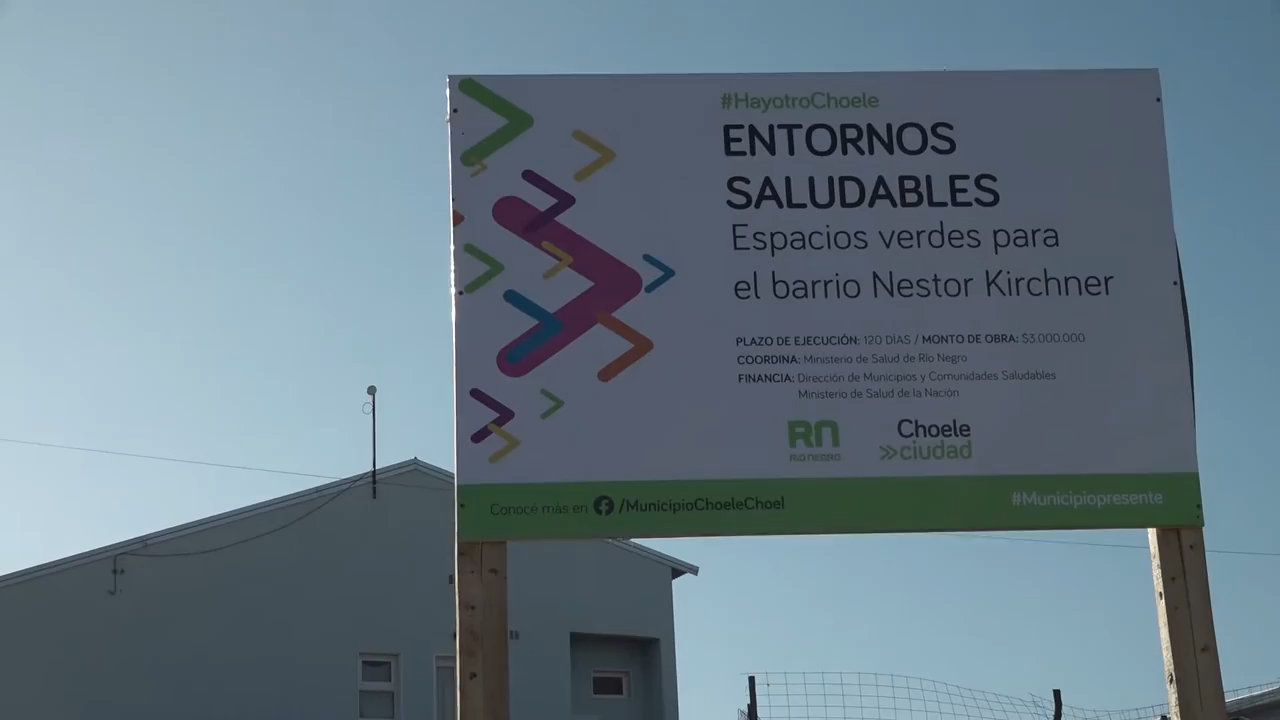 #HayotroChoele
ENTORNOS
SALUDABLES
Espacios verdes para
el barrio Nestor Kirchner
PLAZO DE EJECUCIÓN: 120 DÍAS / MONTO DE OBRA: $3.000.000
COORDINA: Ministerio de Salud de Río Negro
FINANCIA: Dirección de Municipios y Comunidades Saludables
Ministerio de Salud de la Nación
RN
RÍO NEGRO
Choele
ciudad
Conocé más en /MunicipioChoeleChoel
#Municipiopresente